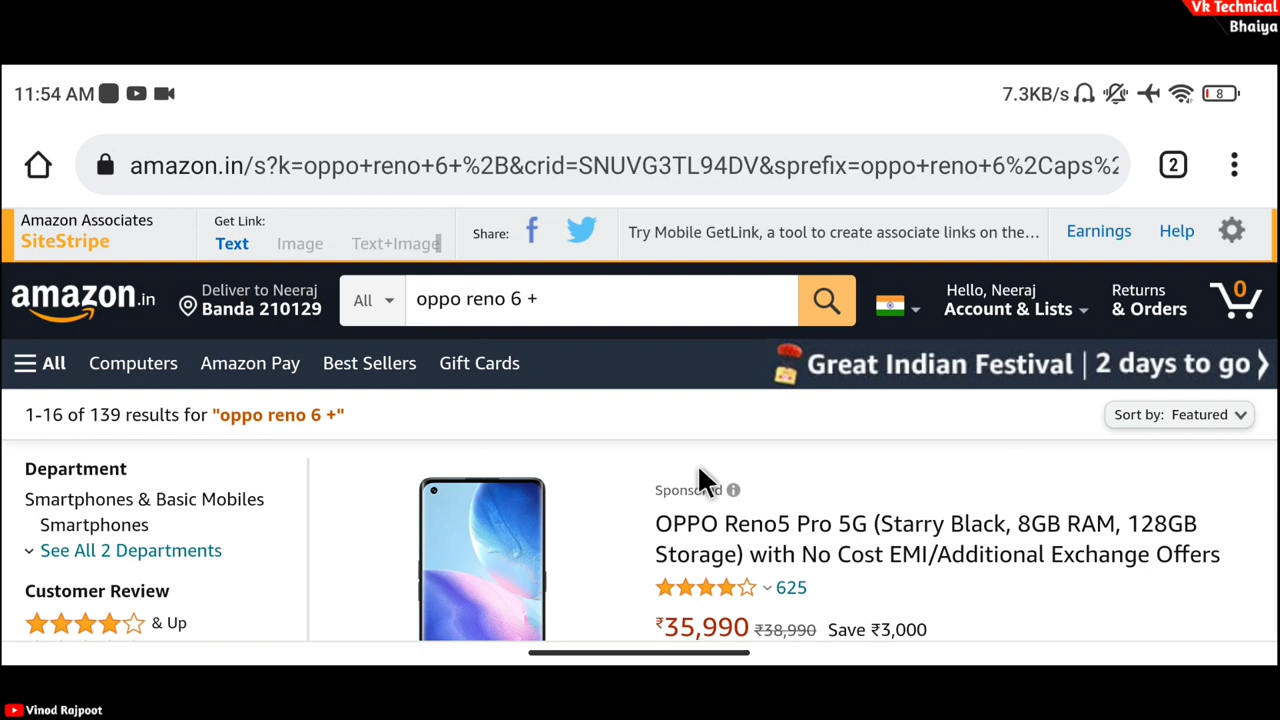 Vk Technical
Bhaiya
11:54 AM
7.3KB/s
8
amazon.in/s?k=oppo+reno+6+%2B&crid=SNUVG3TL94DV&sprefix=oppo+reno+6%2Caps%2
2
Amazon Associates
SiteStripe
Get Link:
Text Image Text+Image
Share:
Try Mobile GetLink, a tool to create associate links on the...
Earnings Help
amazon.in
Deliver to Neeraj
Banda 210129
All
oppo reno 6 +
Hello, Neeraj
Account & Lists
Returns
& Orders
0
All Computers Amazon Pay Best Sellers Gift Cards
Great Indian Festival | 2 days to go
1-16 of 139 results for "oppo reno 6 +"
Sort by: Featured
Department
Smartphones & Basic Mobiles
Smartphones
See All 2 Departments
Customer Review
& Up
Sponsored
OPPO Reno5 Pro 5G (Starry Black, 8GB RAM, 128GB
Storage) with No Cost EMI/Additional Exchange Offers
625
₹35,990 ₹38,990 Save ₹3,000
Vinod Rajpoot